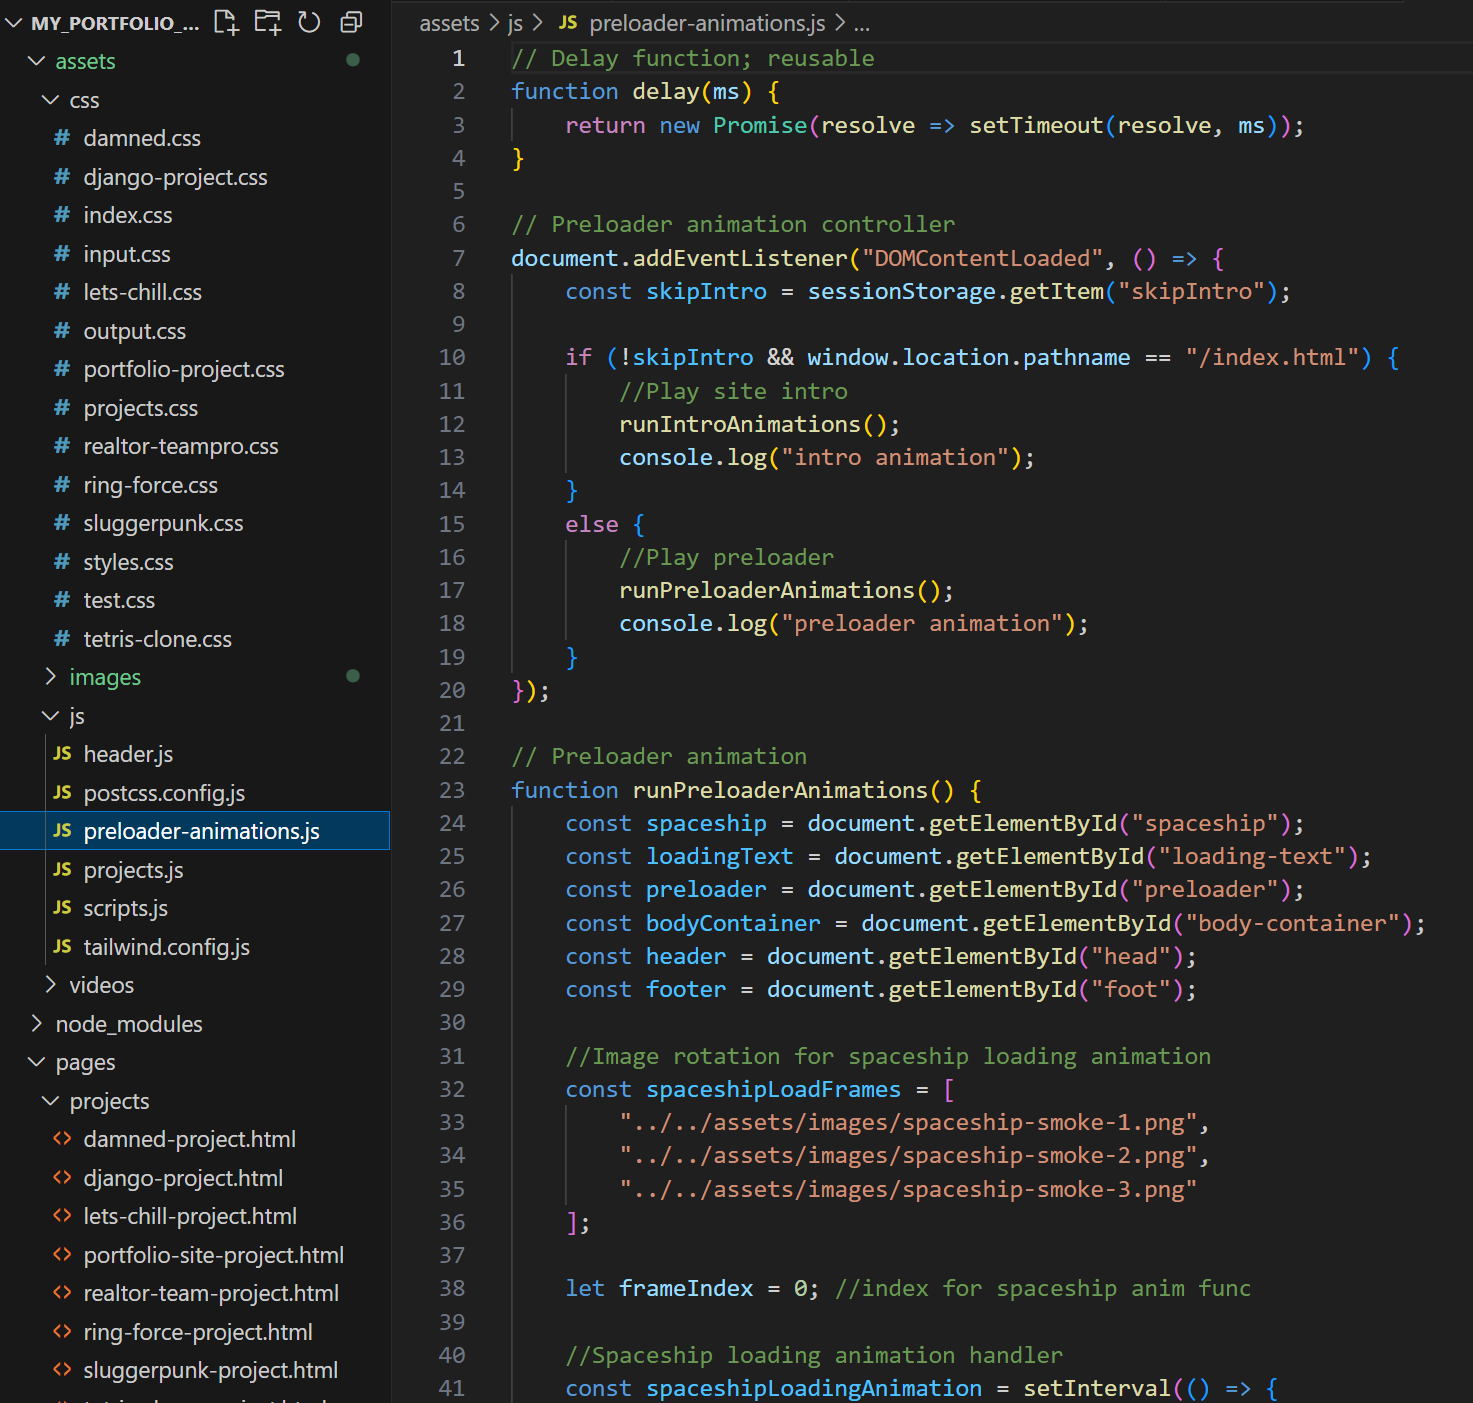 MY_PORTFOLIO_...
assets
css
# damned.css
# django-project.css
# index.css
# input.css
# lets-chill.css
# output.css
# portfolio-project.css
# projects.css
# realtor-teampro.css
# ring-force.css
# sluggerpunk.css
# styles.css
# test.css
# tetris-clone.css
images
js
JS header.js
JS postcss.config.js
JS preloader-animations.js
JS projects.js
JS scripts.js
JS tailwind.config.js
videos
node_modules
pages
projects
<> damned-project.html
<> django-project.html
<> lets-chill-project.html
<> portfolio-site-project.html
<> realtor-team-project.html
<> ring-force-project.html
<> sluggerpunk-project.html
assets > js > JS preloader-animations.js > ...
1 // Delay function; reusable
2 function delay(ms) {
3     return new Promise(resolve => setTimeout(resolve, ms));
4 }
5
6 // Preloader animation controller
7 document.addEventListener("DOMContentLoaded", () => {
8     const skipIntro = sessionStorage.getItem("skipIntro");
9
10     if (!skipIntro && window.location.pathname == "/index.html") {
11         //Play site intro
12         runIntroAnimations();
13         console.log("intro animation");
14     }
15     else {
16         //Play preloader
17         runPreloaderAnimations();
18         console.log("preloader animation");
19     }
20 });
21
22 // Preloader animation
23 function runPreloaderAnimations() {
24     const spaceship = document.getElementById("spaceship");
25     const loadingText = document.getElementById("loading-text");
26     const preloader = document.getElementById("preloader");
27     const bodyContainer = document.getElementById("body-container");
28     const header = document.getElementById("head");
29     const footer = document.getElementById("foot");
30
31     //Image rotation for spaceship loading animation
32     const spaceshipLoadFrames = [
33         "../../assets/images/spaceship-smoke-1.png",
34         "../../assets/images/spaceship-smoke-2.png",
35         "../../assets/images/spaceship-smoke-3.png"
36     ];
37
38     let frameIndex = 0; //index for spaceship anim func
39
40     //Spaceship loading animation handler
41     const spaceshipLoadingAnimation = setInterval(() => {